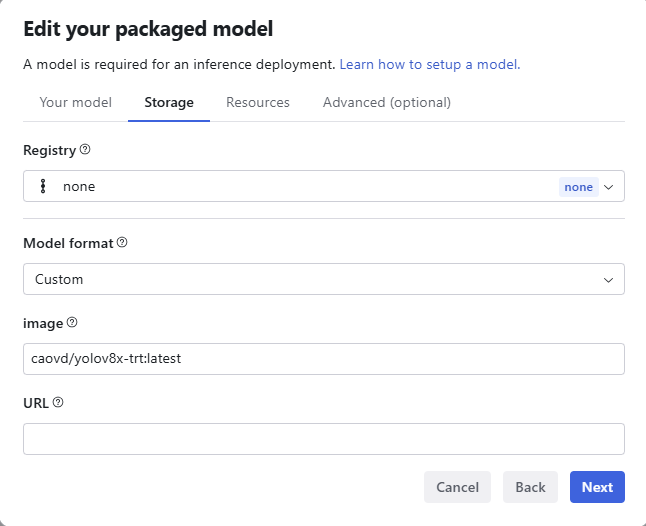 Edit your packaged model
A model is required for an inference deployment. Learn how to setup a model.
Your model Storage Resources Advanced (optional)
Registry
none none
Model format
Custom
image
caovd/yolov8x-trt:latest
URL
Cancel Back Next